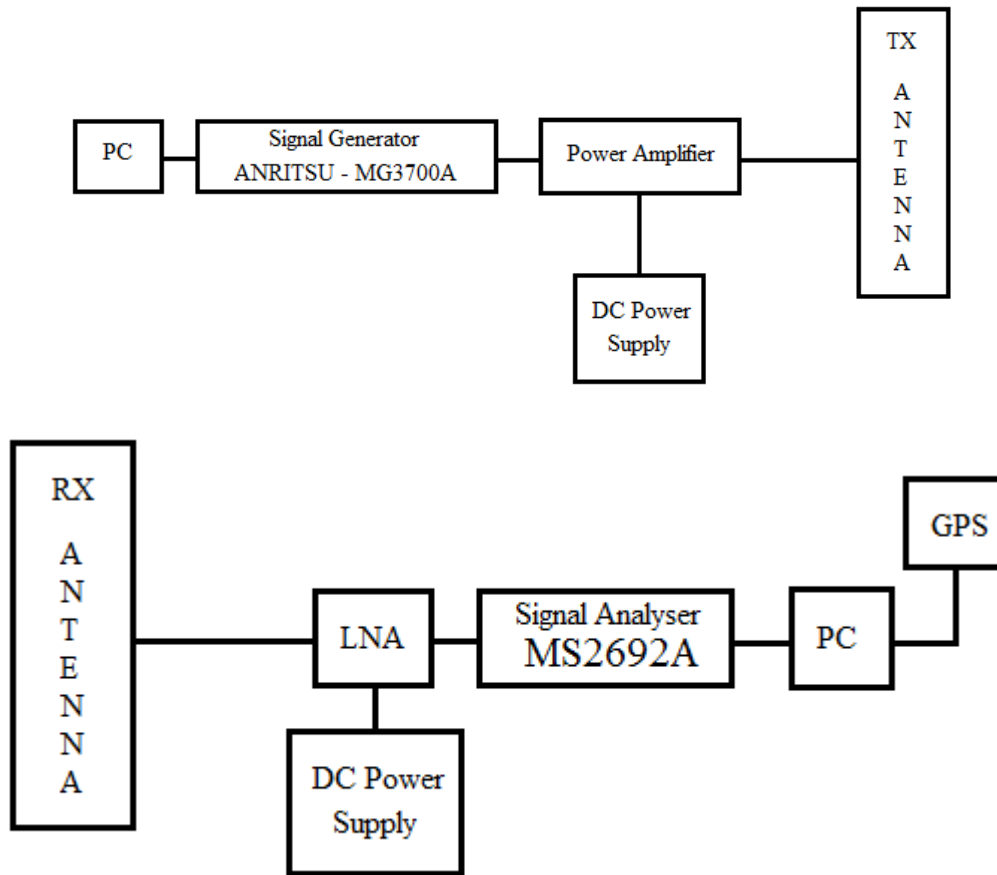 TX
A
N
T
E
N
N
A
PC
Signal Generator
ANRITSU - MG3700A
Power Amplifier
DC Power
Supply
RX
A
N
T
E
N
N
A
LNA
DC Power
Supply
Signal Analyser
MS2692A
PC
GPS